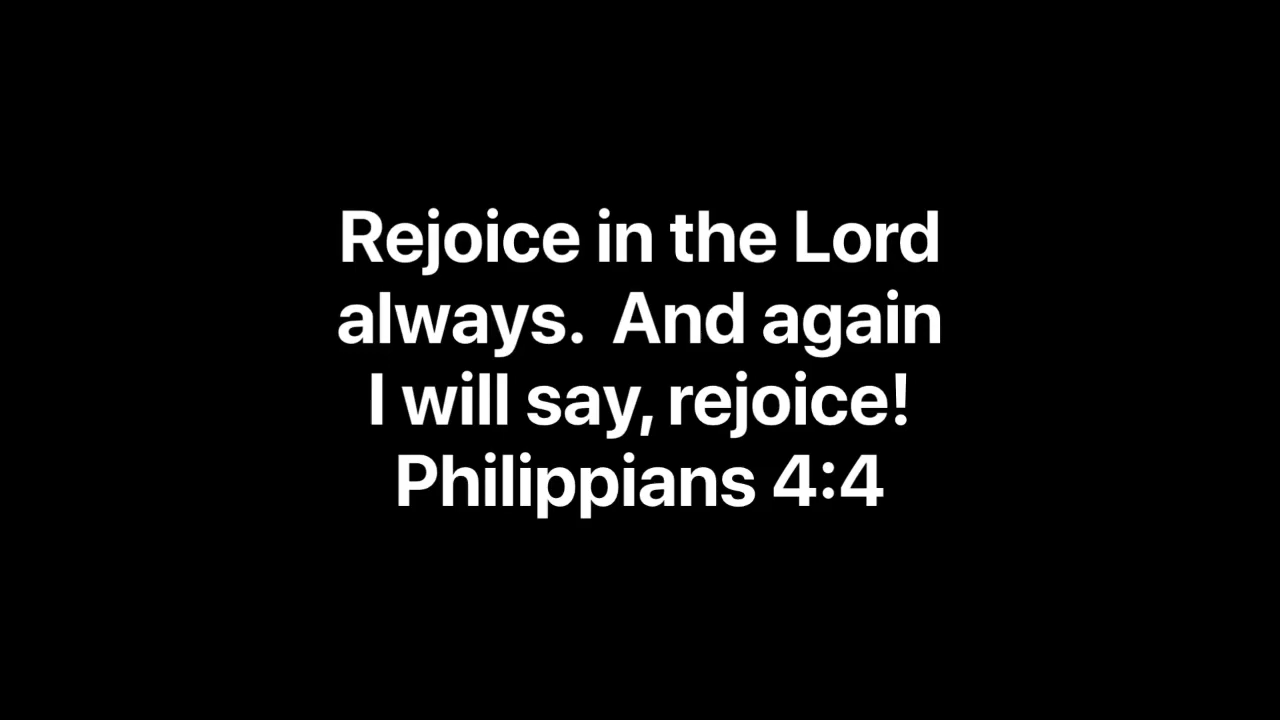 Rejoice in the Lord
always.  And again
I will say, rejoice!
Philippians 4:4